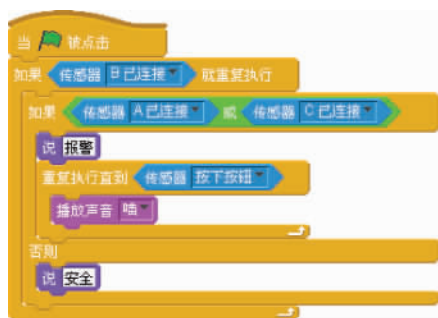 当 被点击
如果 传感器 B已连接 就重复执行
如果 传感器 A已连接 或 传感器 C已连接
说 报警
重复执行直到 传感器 按下按钮
播放声音 喵
否则
说 安全